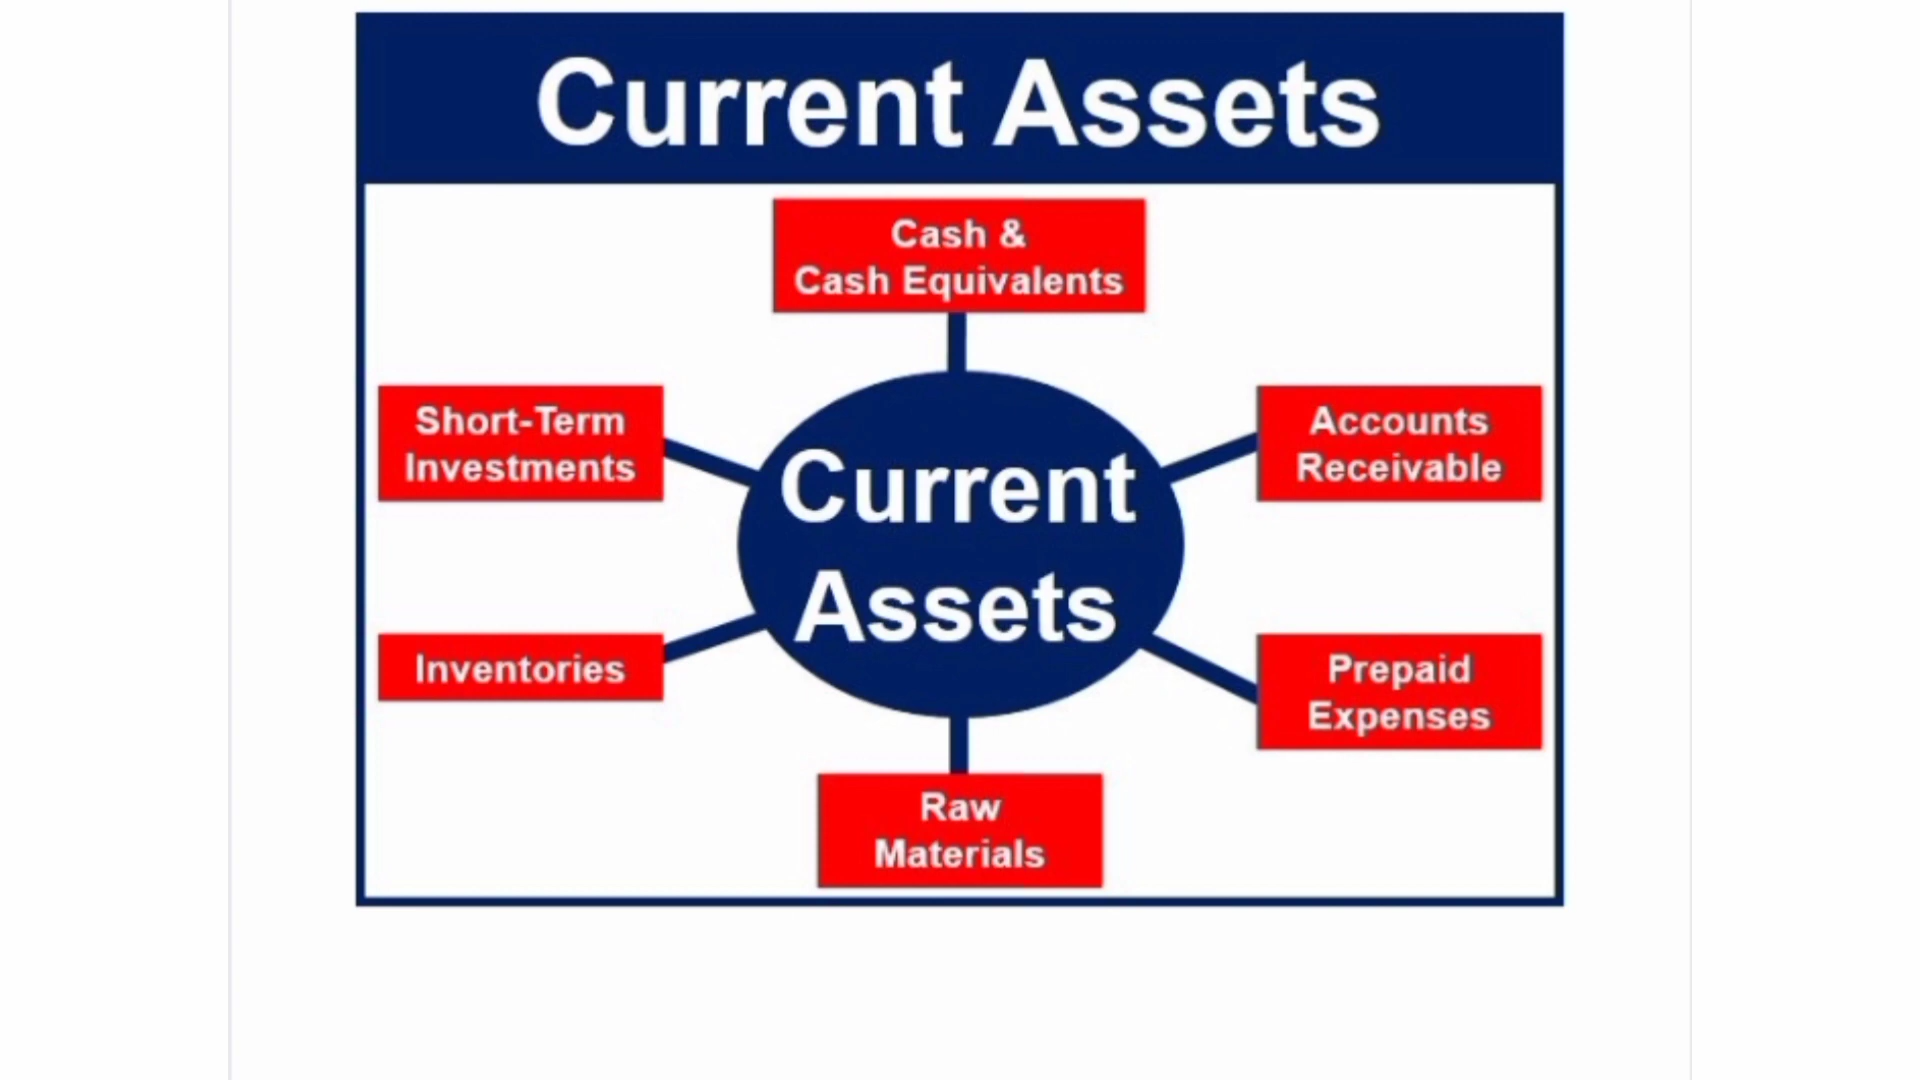 Current Assets
Cash &
Cash Equivalents
Short-Term
Investments
Accounts
Receivable
Current
Assets
Inventories
Prepaid
Expenses
Raw
Materials